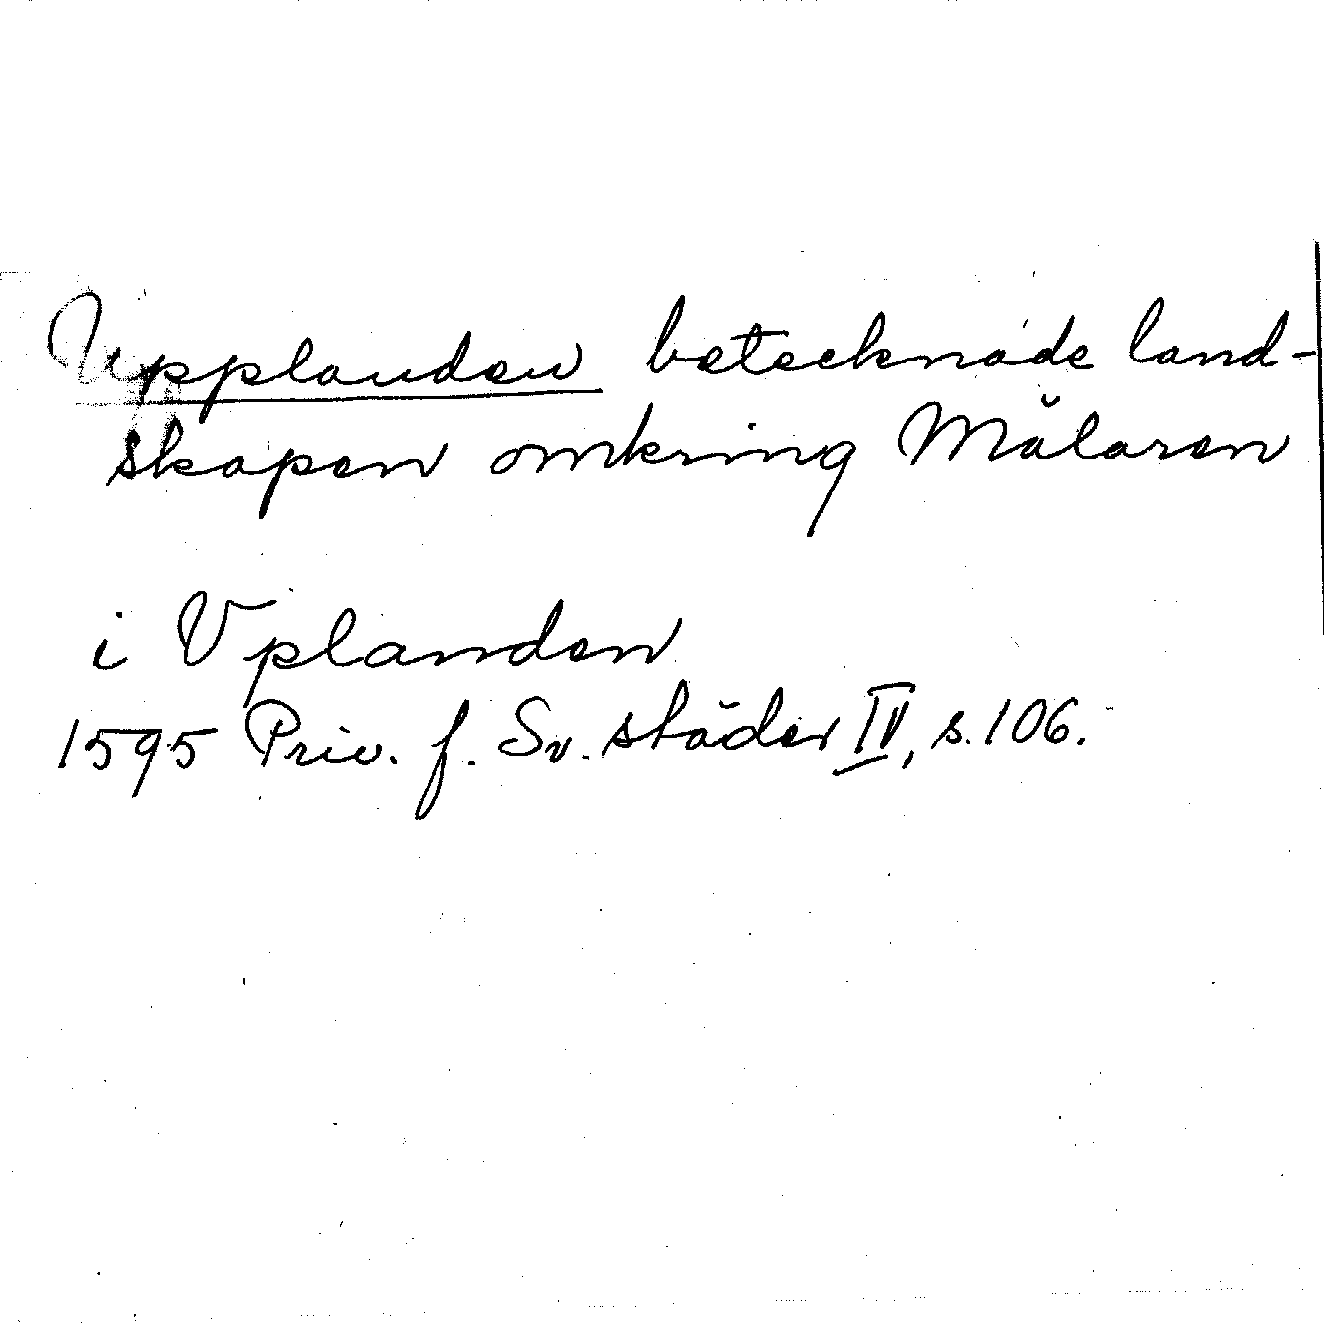 Upplanden betecknade land-
skapen omkring Mälaren
i Vplanden
1595 Priv. f. Sv. städer IV, s. 106.